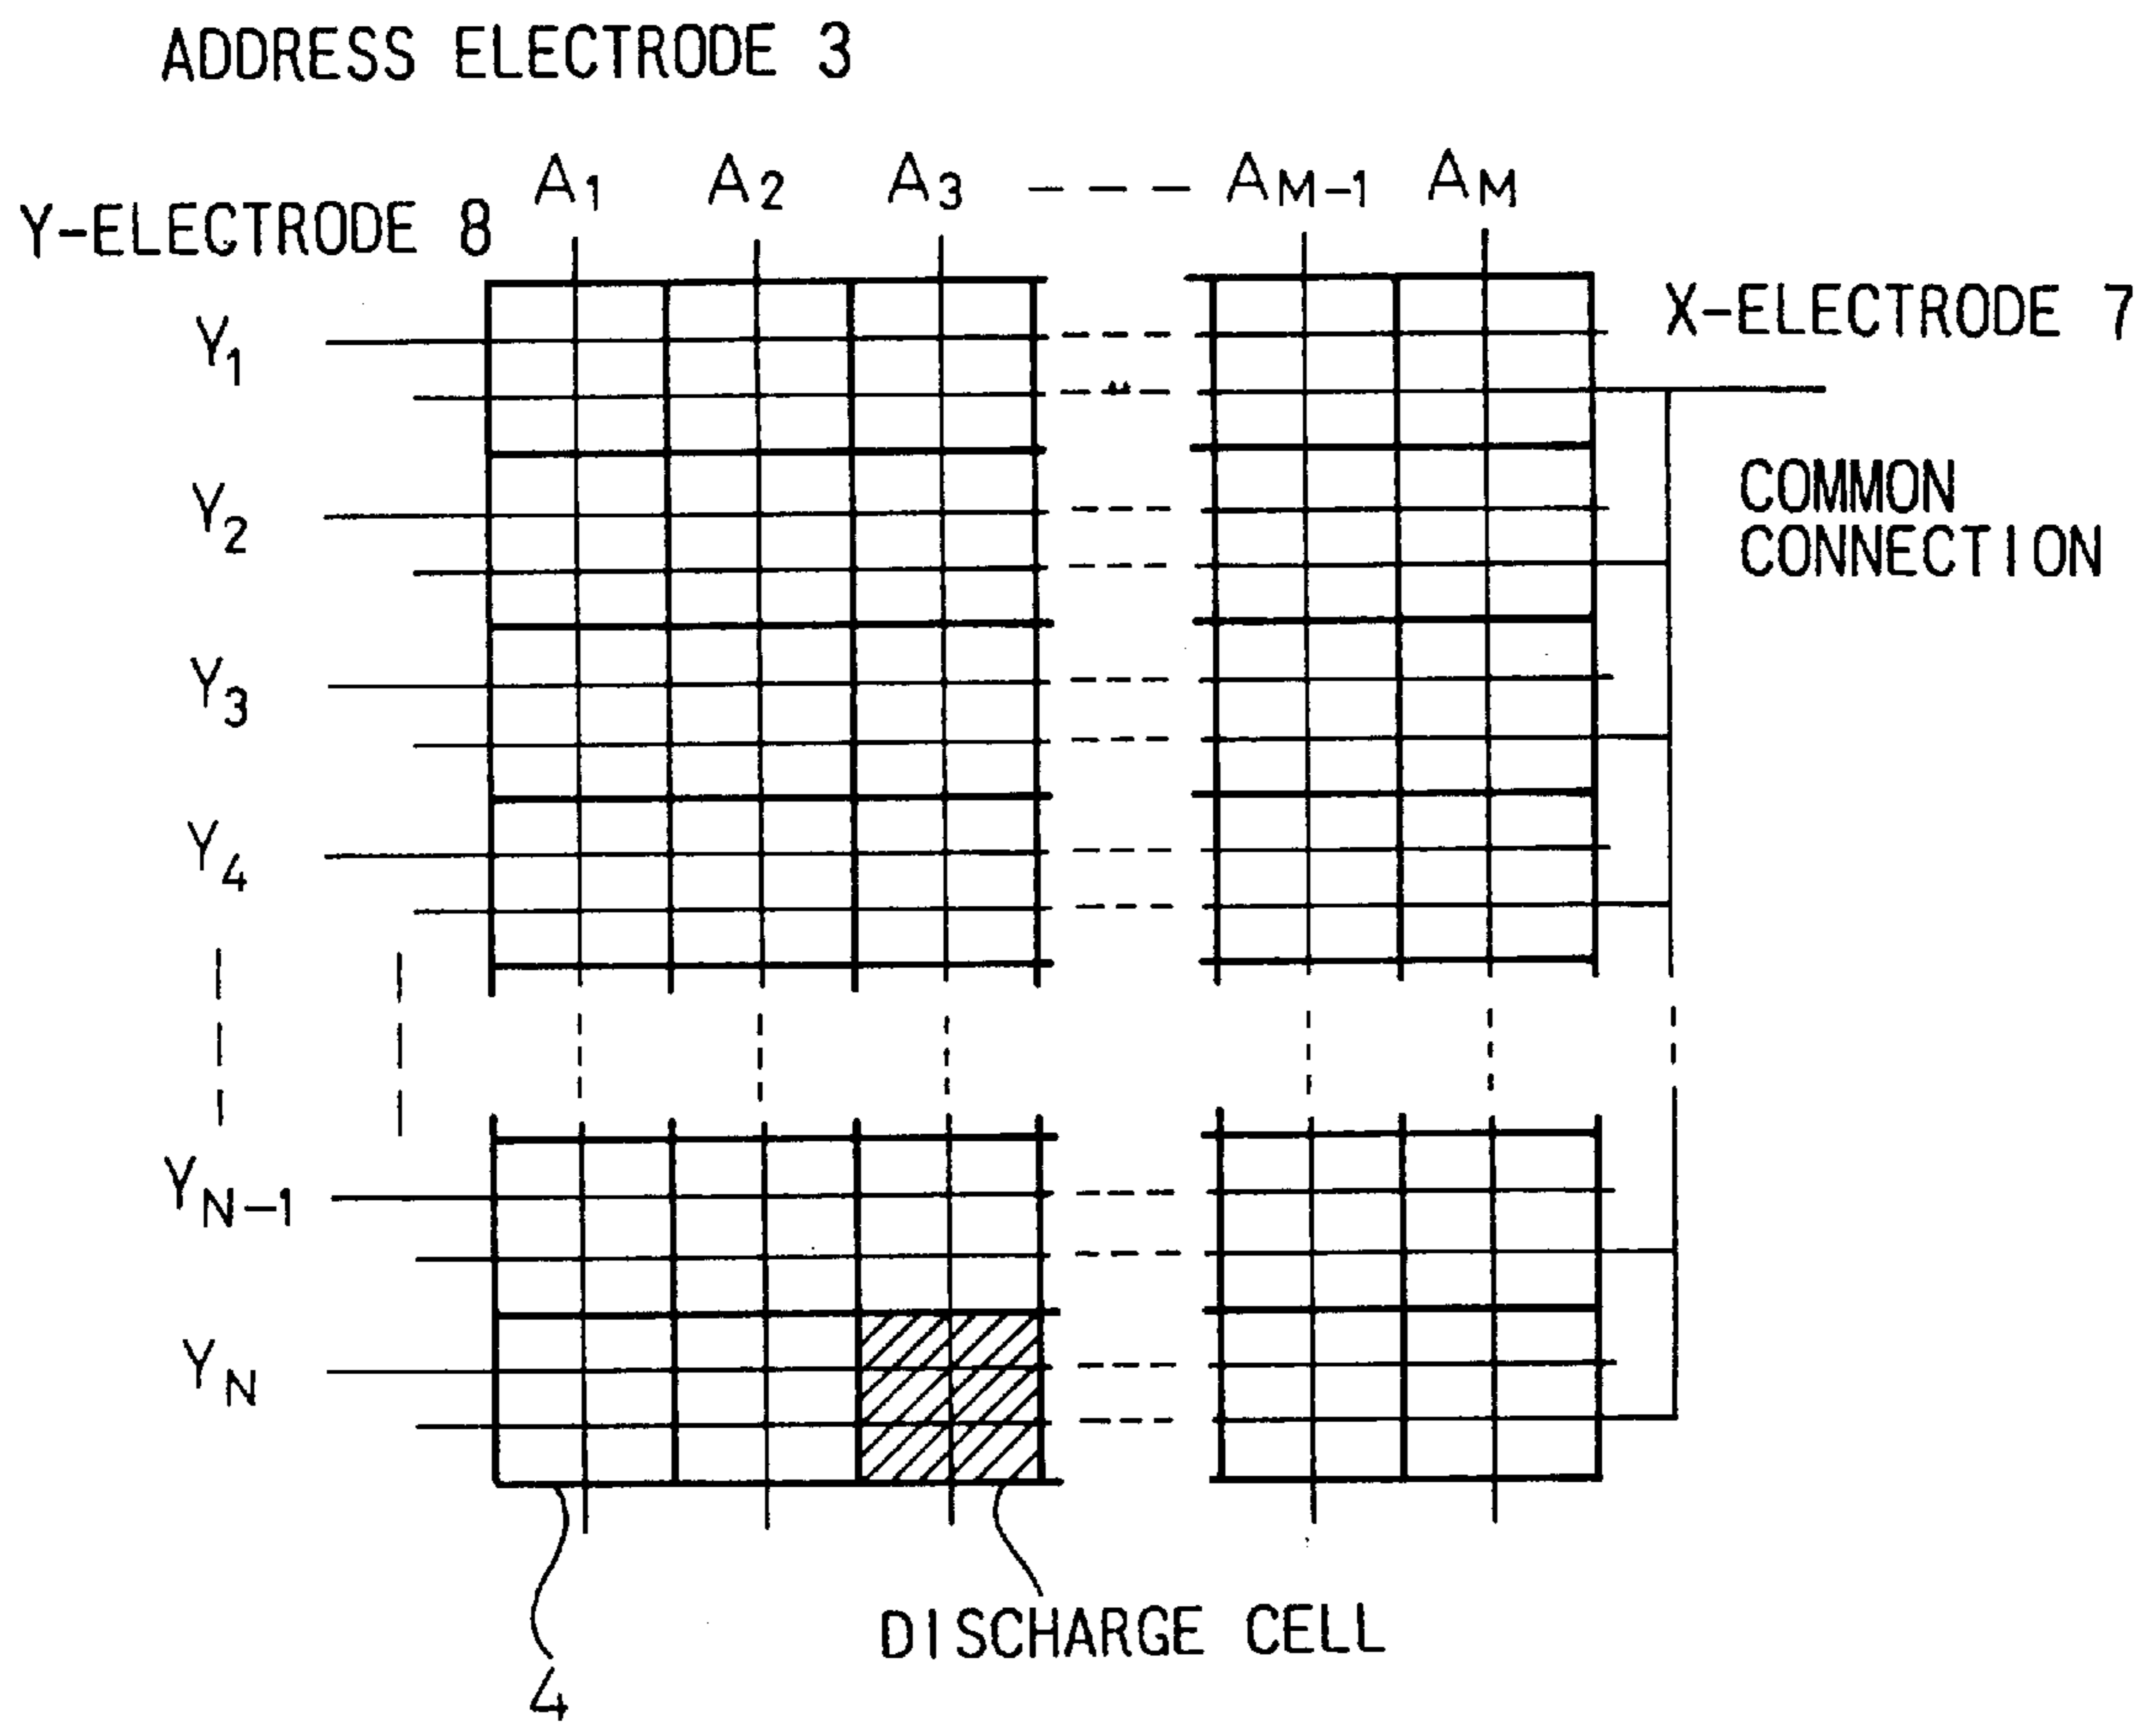 ADDRESS ELECTRODE 3
A1 A2 A3 AM-1 AM
Y-ELECTRODE 8
X-ELECTRODE 7
Y1
COMMON
CONNECTION
Y2
Y3
Y4
YN-1
YN
DISCHARGE CELL
4